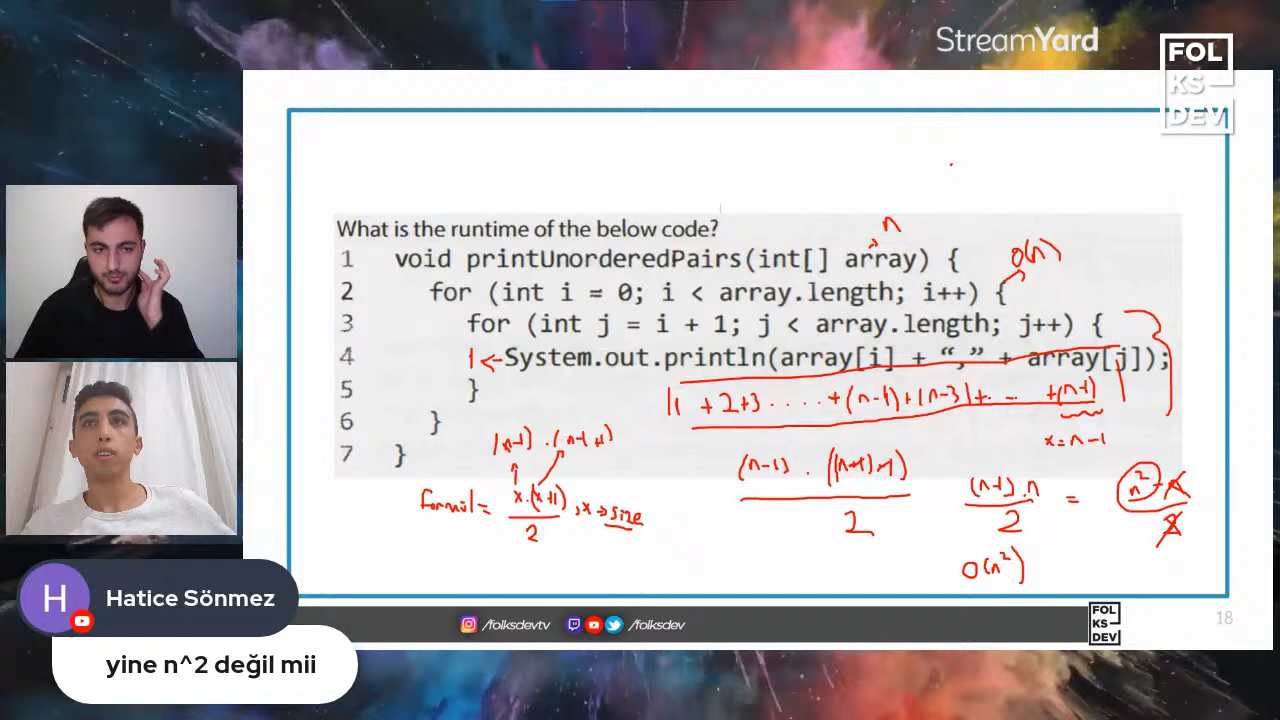 StreamYard
FOL
KS
DEV
What is the runtime of the below code?
n
1 void printUnorderedPairs(int[] array) {
O(n)
2 for (int i = 0; i < array.length; i++) {
3 for (int j = i + 1; j < array.length; j++) {
4 1 ← System.out.println(array[i] + “,” + array[j]);
5 }
1 + 2 + 3 . . . . + (n-4) + (n-3) + . . . + (n-1)
6 }
x = n-1
7 }
(n-1) . (n-1+1)
Formül = x.(x+1) , x → size
2
(n-1) . ((n+1)-1)
2
(n-1).n = n² - n
2 2
O(n²)
H
Hatice Sönmez
yine n^2 değil mii
/folksdevtv
/folksdev
FOL
KS
DEV
18